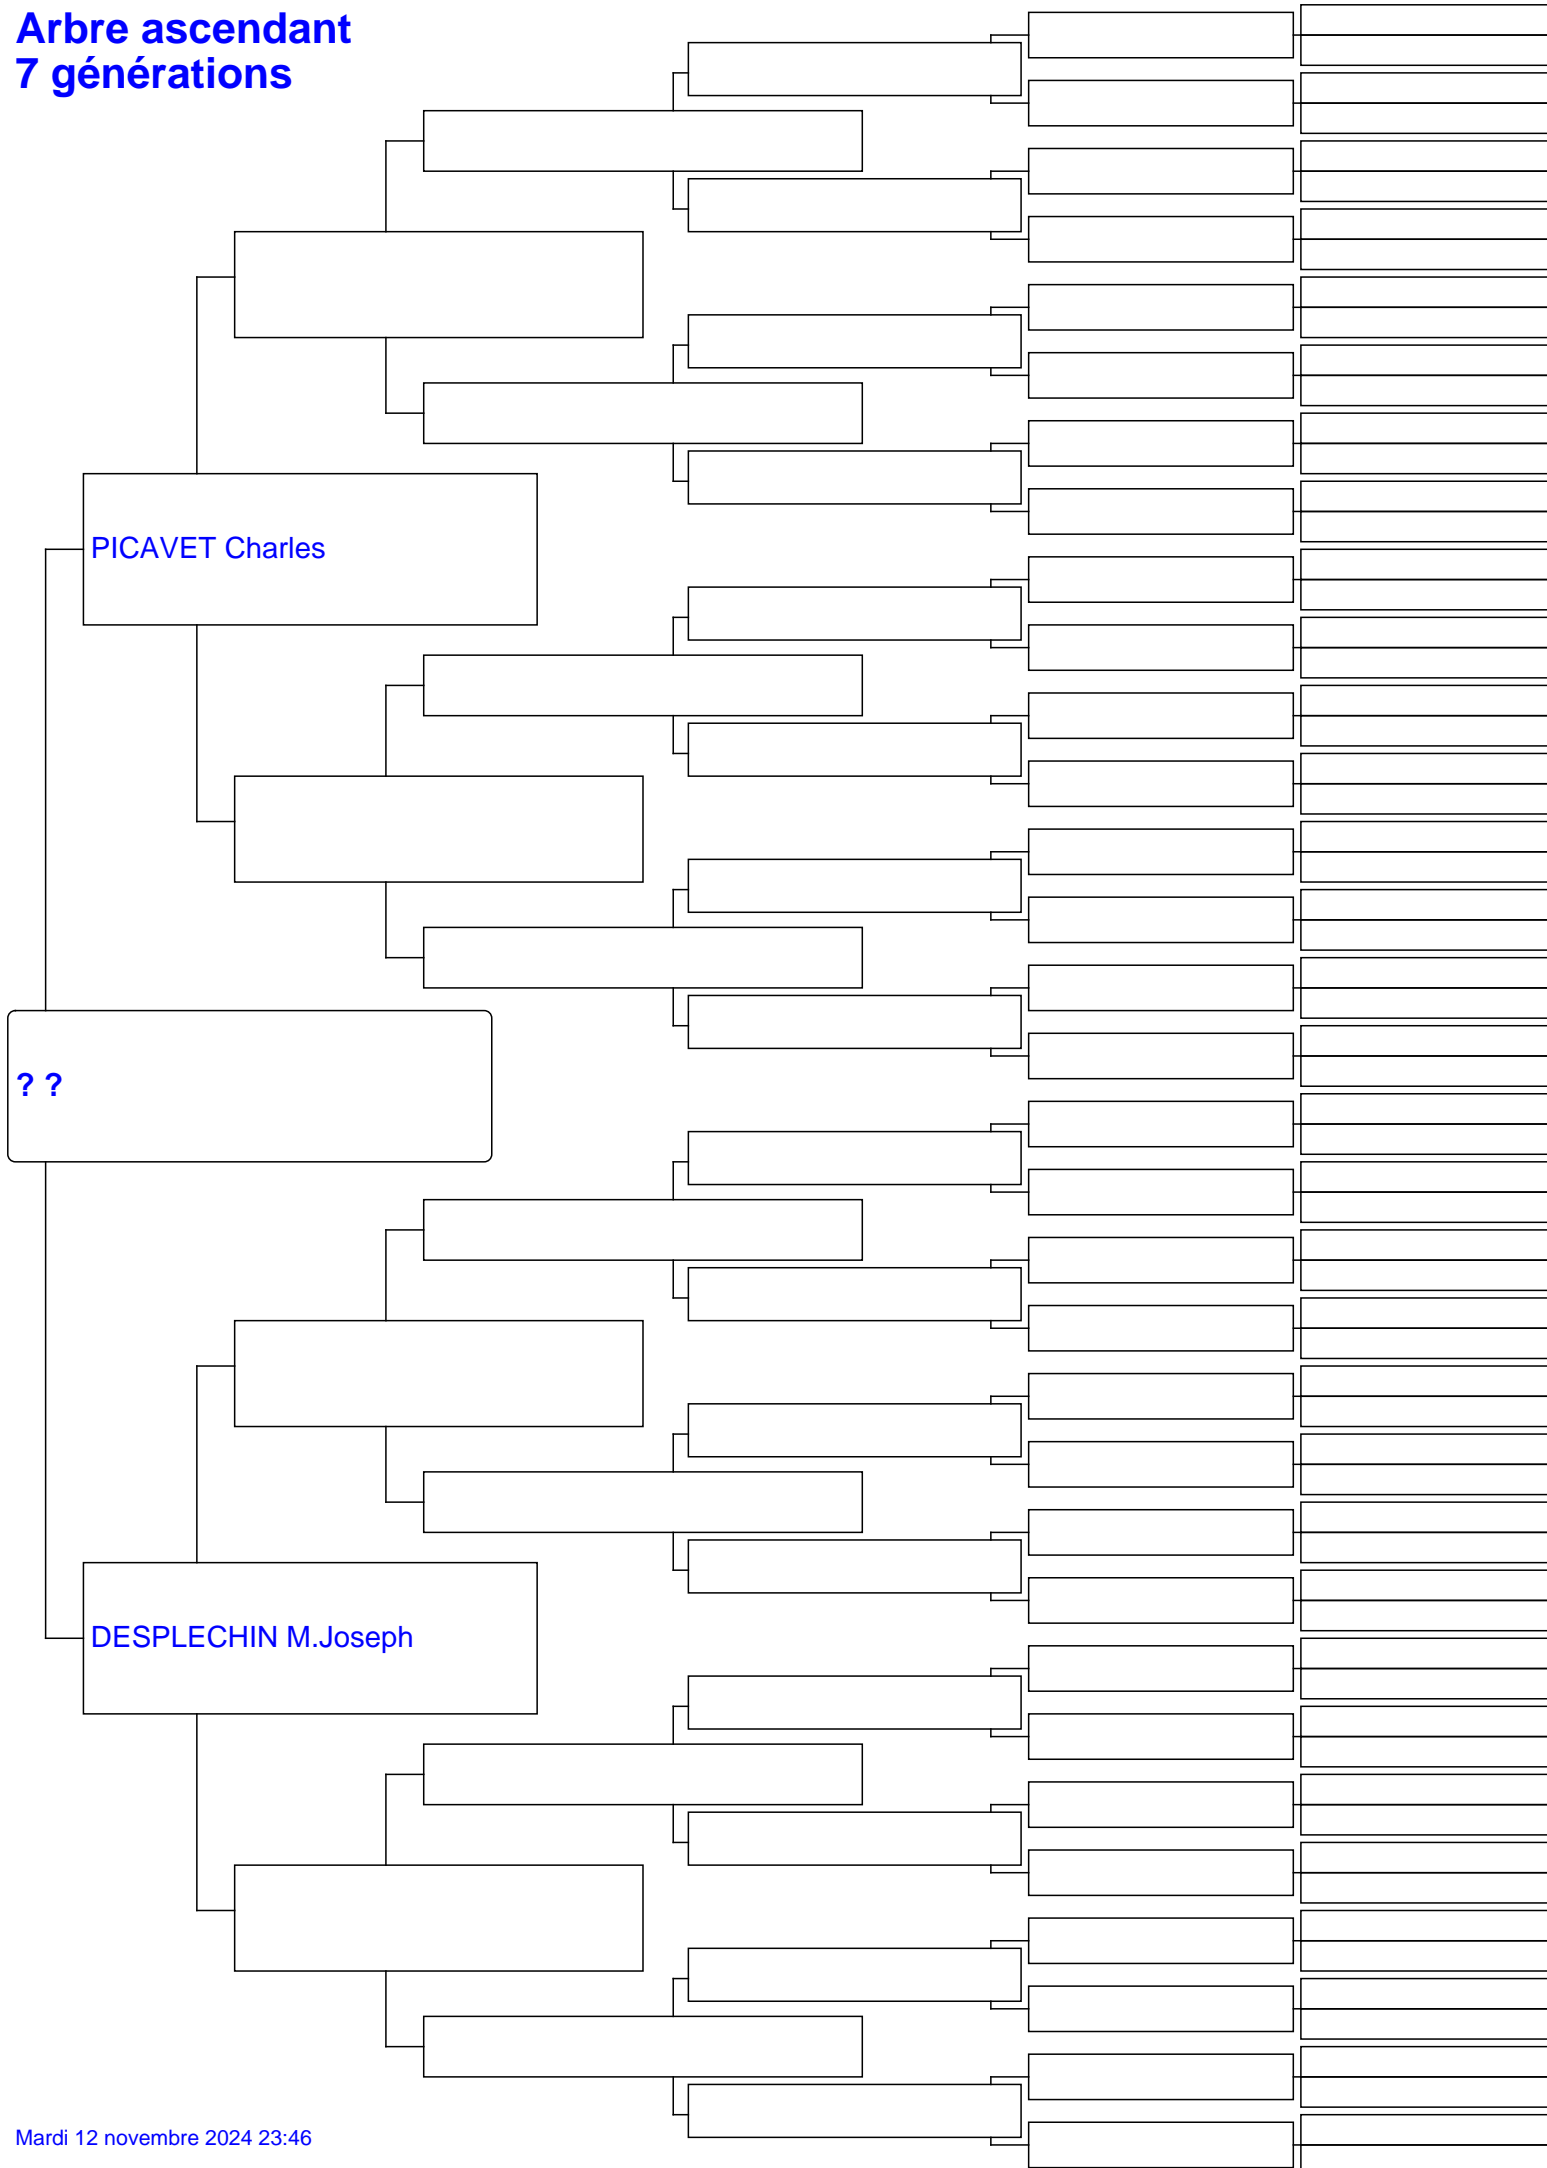 Arbre ascendant
7 générations
PICAVET Charles
? ?
DESPLECHIN M.Joseph
Mardi 12 novembre 2024 23:46